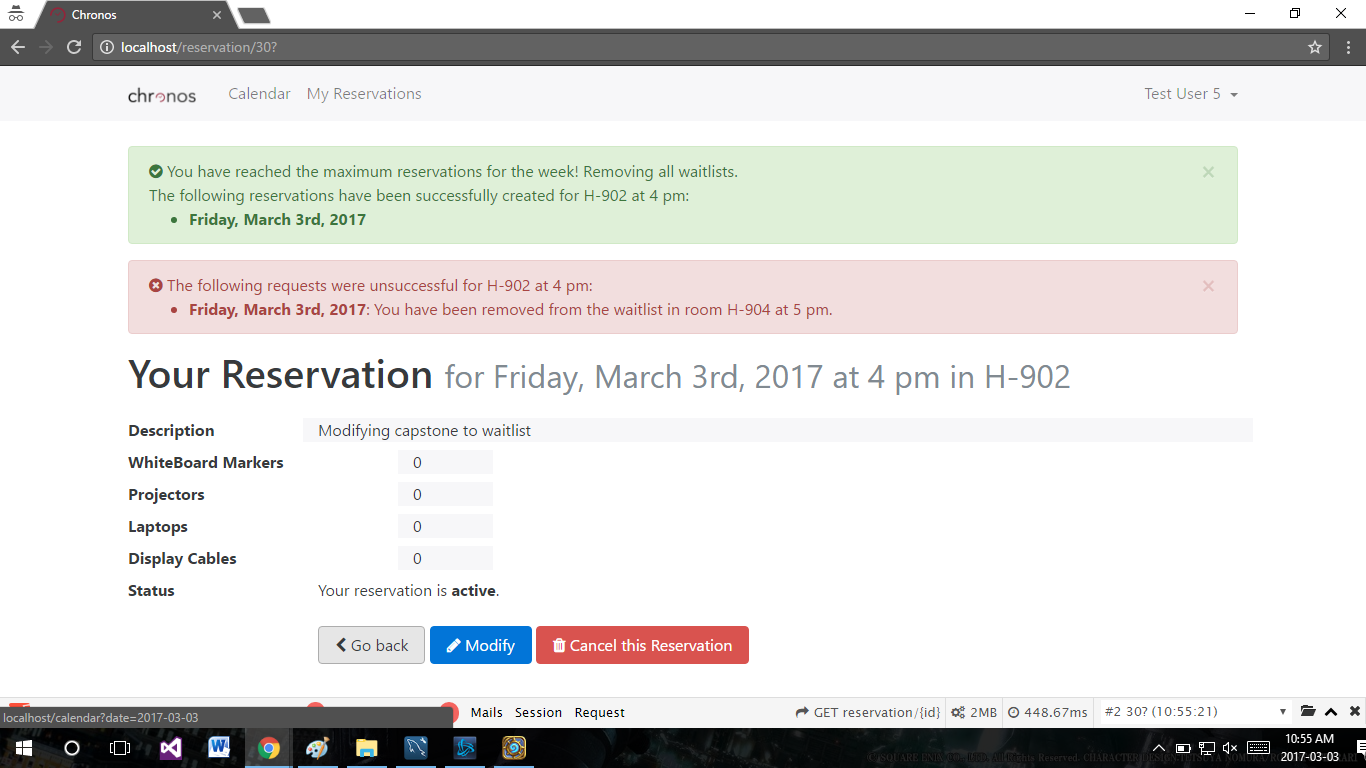 Chronos
localhost/reservation/30?
chronos Calendar My Reservations Test User 5
You have reached the maximum reservations for the week! Removing all waitlists.
The following reservations have been successfully created for H-902 at 4 pm:
Friday, March 3rd, 2017
The following requests were unsuccessful for H-902 at 4 pm:
Friday, March 3rd, 2017: You have been removed from the waitlist in room H-904 at 5 pm.
Your Reservation for Friday, March 3rd, 2017 at 4 pm in H-902
Description Modifying capstone to waitlist
WhiteBoard Markers 0
Projectors 0
Laptops 0
Display Cables 0
Status Your reservation is active.
Go back Modify Cancel this Reservation
Mails Session Request GET reservation/{id} 2MB 448.67ms #2 30? (10:55:21)
localhost/calendar?date=2017-03-03
10:55 AM
2017-03-03